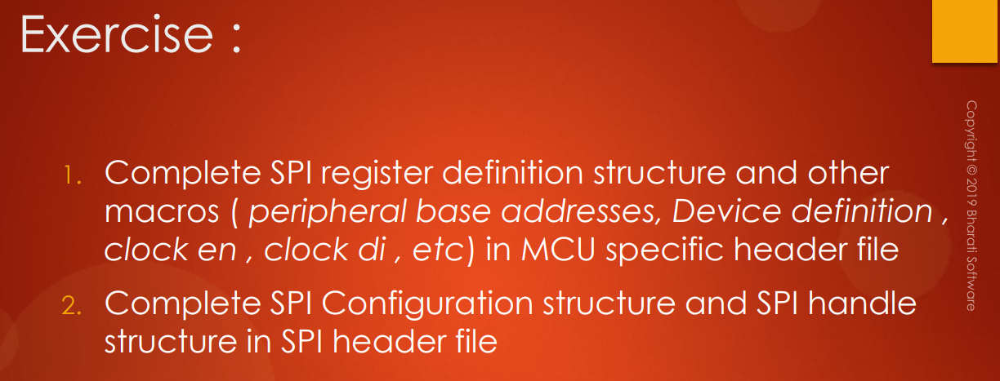 Exercise :
1. Complete SPI register definition structure and other
macros ( peripheral base addresses, Device definition ,
clock en , clock di , etc) in MCU specific header file
2. Complete SPI Configuration structure and SPI handle
structure in SPI header file
Copyright © 2019 Bharati Software